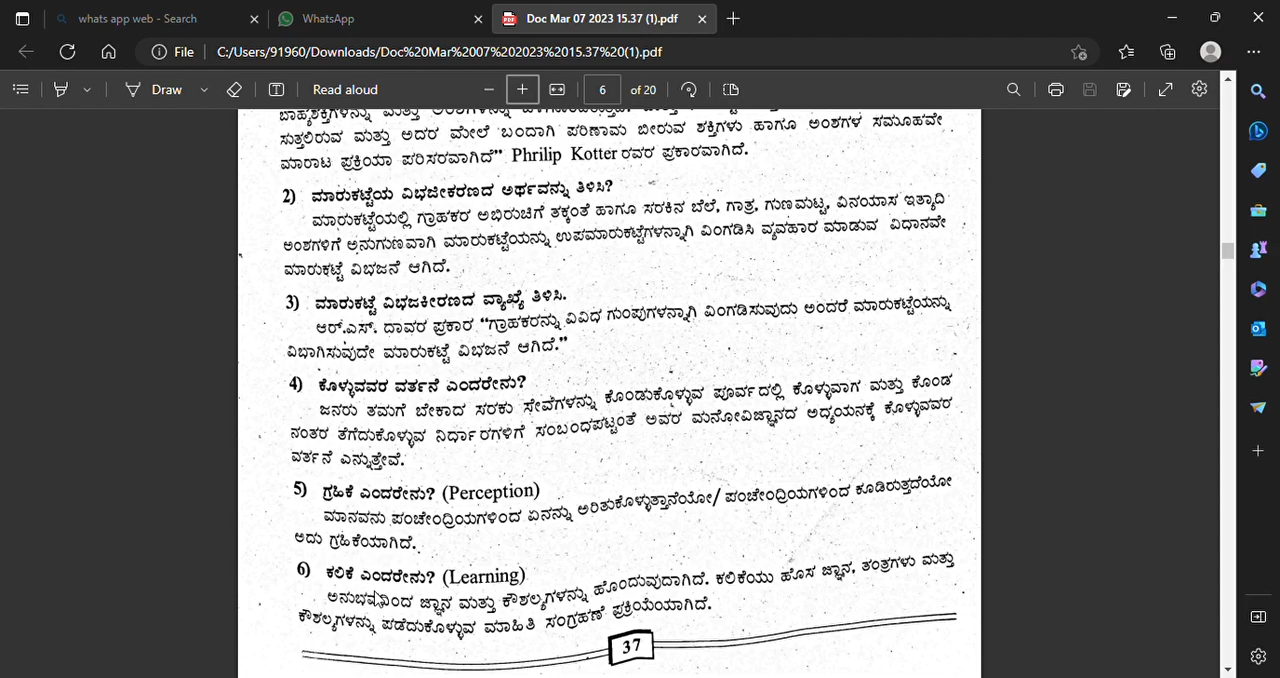 whats app web - Search
WhatsApp
Doc Mar 07 2023 15.37 (1).pdf
File C:/Users/91960/Downloads/Doc%20Mar%2007%202023%2015.37%20(1).pdf
Draw Read aloud 6 of 20
ಸುತ್ತಲಿರುವ ಮತ್ತು ಅದರ ಮೇಲೆ ಬಂದಾಗಿ ಪರಿಣಾಮ ಬೀರುವ ಶಕ್ತಿಗಳು ಹಾಗೂ ಅಂಶಗಳ ಸಮೂಹವೇ
ಮಾರಾಟ ಪ್ರಕ್ರಿಯಾ ಪರಿಸರವಾಗಿದೆ” Phrilip Kotter ರವರ ಪ್ರಕಾರವಾಗಿದೆ.
2) ಮಾರುಕಟ್ಟೆಯ ವಿಭಜೀಕರಣದ ಅರ್ಥವನ್ನು ತಿಳಿಸಿ?
ಮಾರುಕಟ್ಟೆಯಲ್ಲಿ ಗ್ರಾಹಕರ ಅಭಿರುಚಿಗೆ ತಕ್ಕಂತೆ ಹಾಗೂ ಸರಕಿನ ಬೆಲೆ, ಗಾತ್ರ, ಗುಣಮಟ್ಟ, ವಿನಯಾಸ ಇತ್ಯಾದಿ
ಅಂಶಗಳಿಗೆ ಅನುಗುಣವಾಗಿ ಮಾರುಕಟ್ಟೆಯನ್ನು ಉಪಮಾರುಕಟ್ಟೆಗಳನ್ನಾಗಿ ವಿಂಗಡಿಸಿ ವ್ಯವಹಾರ ಮಾಡುವ ವಿಧಾನವೇ
ಮಾರುಕಟ್ಟೆ ವಿಭಜನೆ ಆಗಿದೆ.
3) ಮಾರುಕಟ್ಟೆ ವಿಭಜಕೀರಣದ ವ್ಯಾಖ್ಯೆ ತಿಳಿಸಿ.
ಆರ್.ಎಸ್. ದಾವರ ಪ್ರಕಾರ “ಗ್ರಾಹಕರನ್ನು ವಿವಿದ ಗುಂಪುಗಳನ್ನಾಗಿ ವಿಂಗಡಿಸುವುದು ಅಂದರೆ ಮಾರುಕಟ್ಟೆಯನ್ನು
ವಿಭಾಗಿಸುವುದೇ ಮಾರುಕಟ್ಟೆ ವಿಭಜನೆ ಆಗಿದೆ.”
4) ಕೊಳ್ಳುವವರ ವರ್ತನೆ ಎಂದರೇನು?
ಜನರು ತಮಗೆ ಬೇಕಾದ ಸರಕು ಸೇವೆಗಳನ್ನು ಕೊಂಡುಕೊಳ್ಳುವ ಪೂರ್ವದಲ್ಲಿ ಕೊಳ್ಳುವಾಗ ಮತ್ತು ಕೊಂಡ
ನಂತರ ತೆಗೆದುಕೊಳ್ಳುವ ನಿರ್ಧಾರಗಳಿಗೆ ಸಂಬಂದಪಟ್ಟಂತೆ ಅವರ ಮನೋವಿಜ್ಞಾನದ ಅಧ್ಯಯನಕ್ಕೆ ಕೊಳ್ಳುವವರ
ವರ್ತನೆ ಎನ್ನುತ್ತೇವೆ.
5) ಗ್ರಹಿಕೆ ಎಂದರೇನು? (Perception)
ಮಾನವನು ಪಂಚೇಂದ್ರಿಯಗಳಿಂದ ಏನನ್ನು ಅರಿತುಕೊಳ್ಳುತ್ತಾನೆಯೋ/ ಪಂಚೇಂದ್ರಿಯಗಳಿಂದ ಕೂಡಿರುತ್ತದೆಯೋ
ಅದು ಗ್ರಹಿಕೆಯಾಗಿದೆ.
6) ಕಲಿಕೆ ಎಂದರೇನು? (Learning)
ಅನುಭವದಿಂದ ಜ್ಞಾನ ಮತ್ತು ಕೌಶಲ್ಯಗಳನ್ನು ಹೊಂದುವುದಾಗಿದೆ. ಕಲಿಕೆಯು ಹೊಸ ಜ್ಞಾನ, ತಂತ್ರಗಳು ಮತ್ತು
ಕೌಶಲ್ಯಗಳನ್ನು ಪಡೆದುಕೊಳ್ಳುವ ಮಾಹಿತಿ ಸಂಗ್ರಹಣೆ ಪ್ರಕ್ರಿಯೆಯಾಗಿದೆ.
37